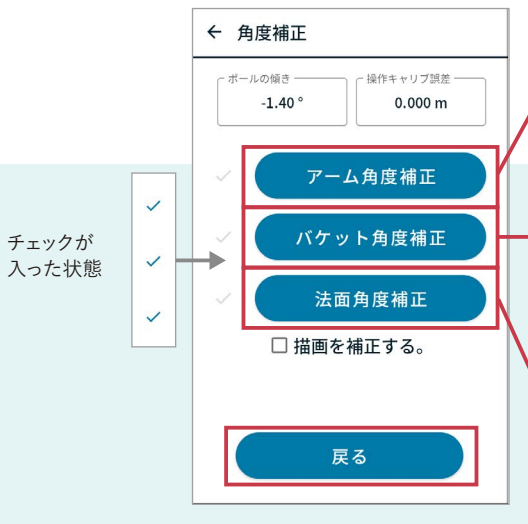 ← 角度補正
ポールの傾き
-1.40 °
操作キャリブ誤差
0.000 m
アーム角度補正
バケット角度補正
法面角度補正
チェックが
入った状態
描画を補正する。
戻る